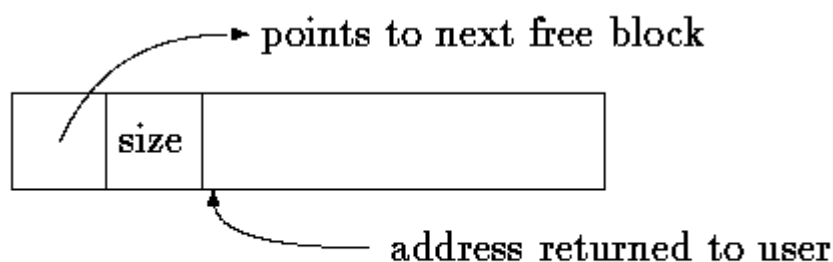 points to next free block
size
address returned to user